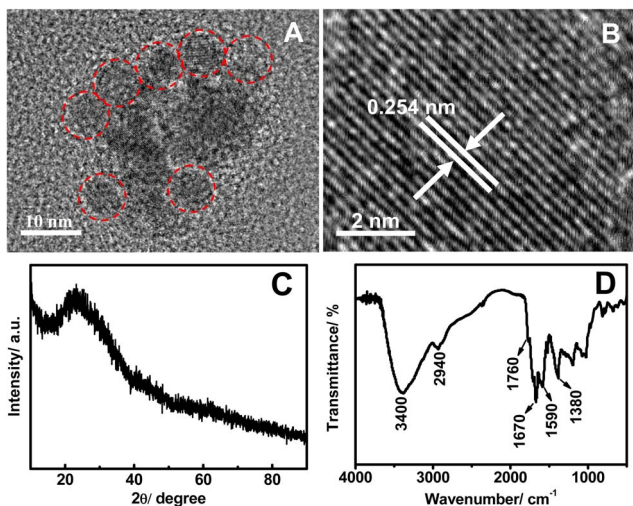 A
10 nm
B
0.254 nm
2 nm
C
Intensity/ a.u.
20 40 60 80
2θ/ degree
D
Transmittance/ %
3400
2940
1760
1670
1590
1380
4000 3000 2000 1000
Wavenumber/ cm⁻¹